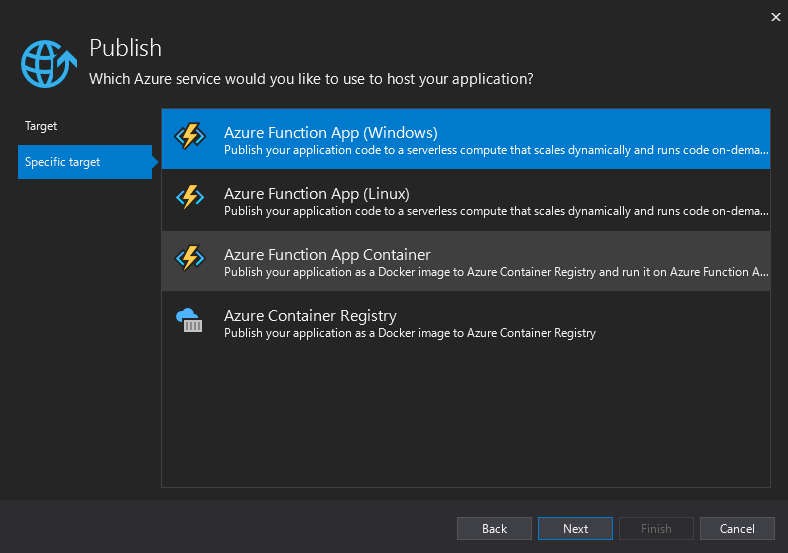 Publish
Which Azure service would you like to use to host your application?
Target
Specific target
Azure Function App (Windows)
Publish your application code to a serverless compute that scales dynamically and runs code on-dema...
Azure Function App (Linux)
Publish your application code to a serverless compute that scales dynamically and runs code on-dema...
Azure Function App Container
Publish your application as a Docker image to Azure Container Registry and run it on Azure Function A...
Azure Container Registry
Publish your application as a Docker image to Azure Container Registry
Back
Next
Finish
Cancel